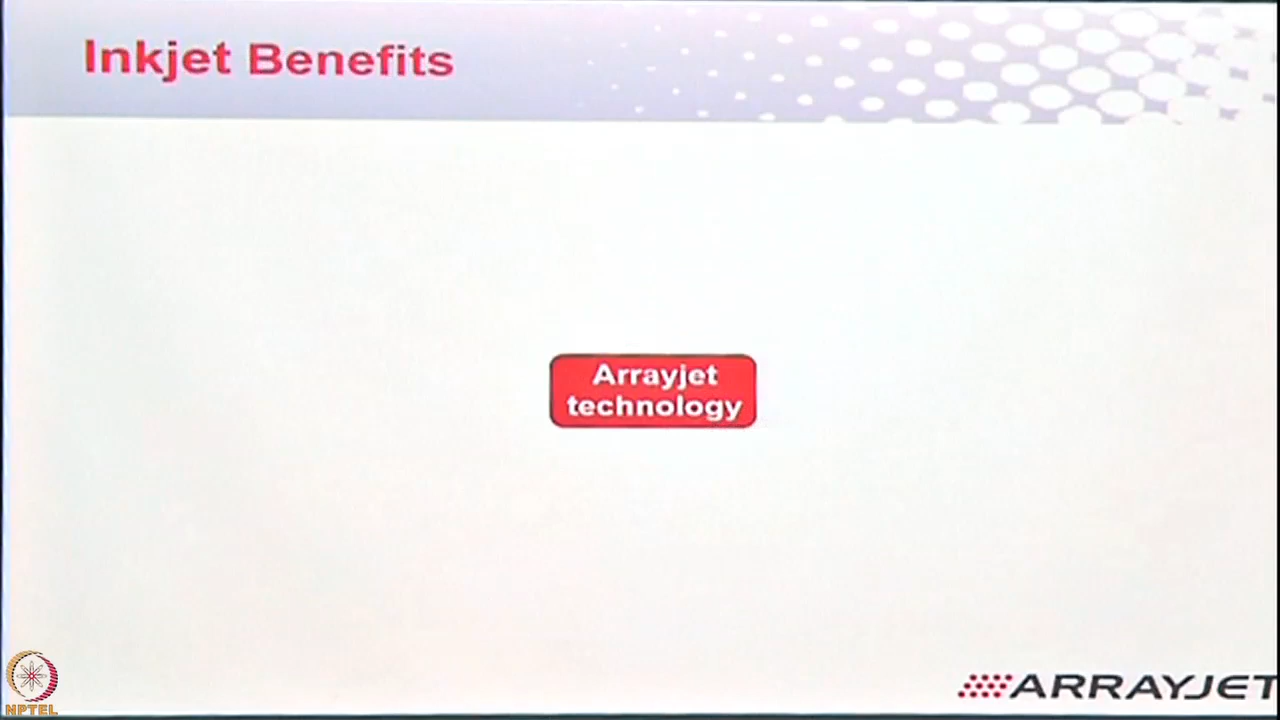 Inkjet Benefits
Arrayjet
technology
NPTEL
ARRAYJET